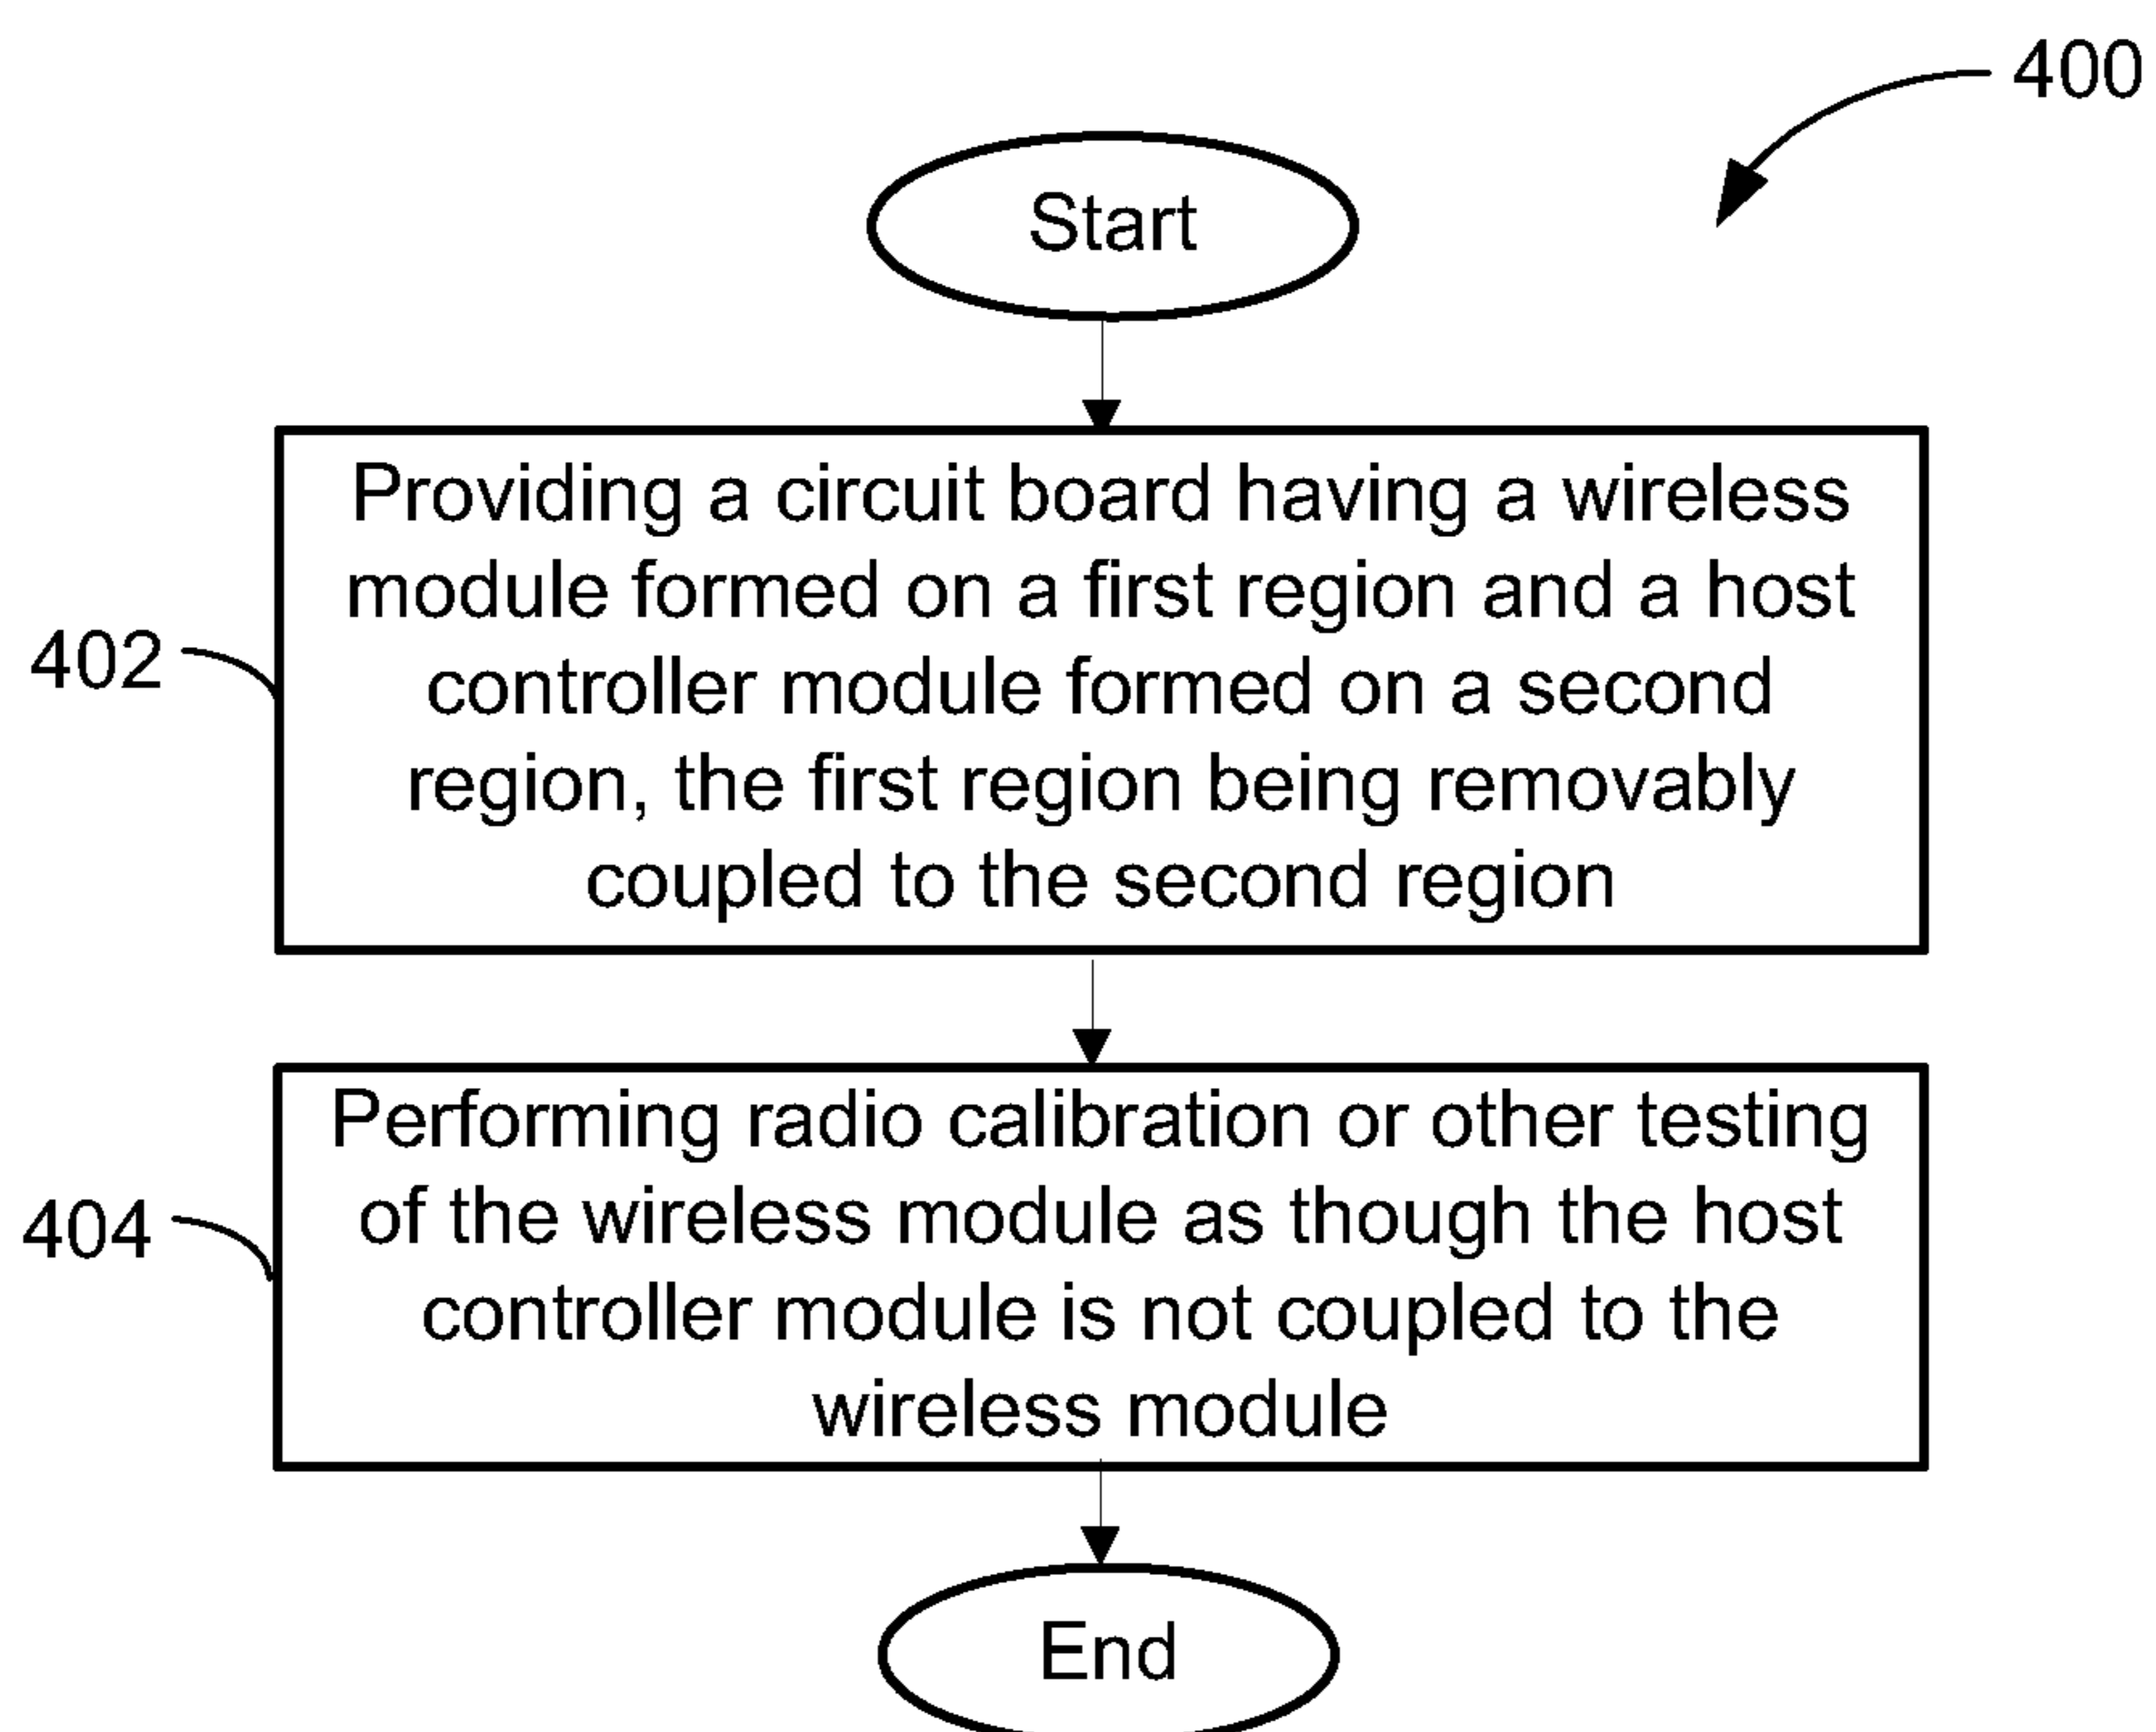 400
Start
Providing a circuit board having a wireless
module formed on a first region and a host
controller module formed on a second
region, the first region being removably
coupled to the second region
402
Performing radio calibration or other testing
of the wireless module as though the host
controller module is not coupled to the
wireless module
404
End